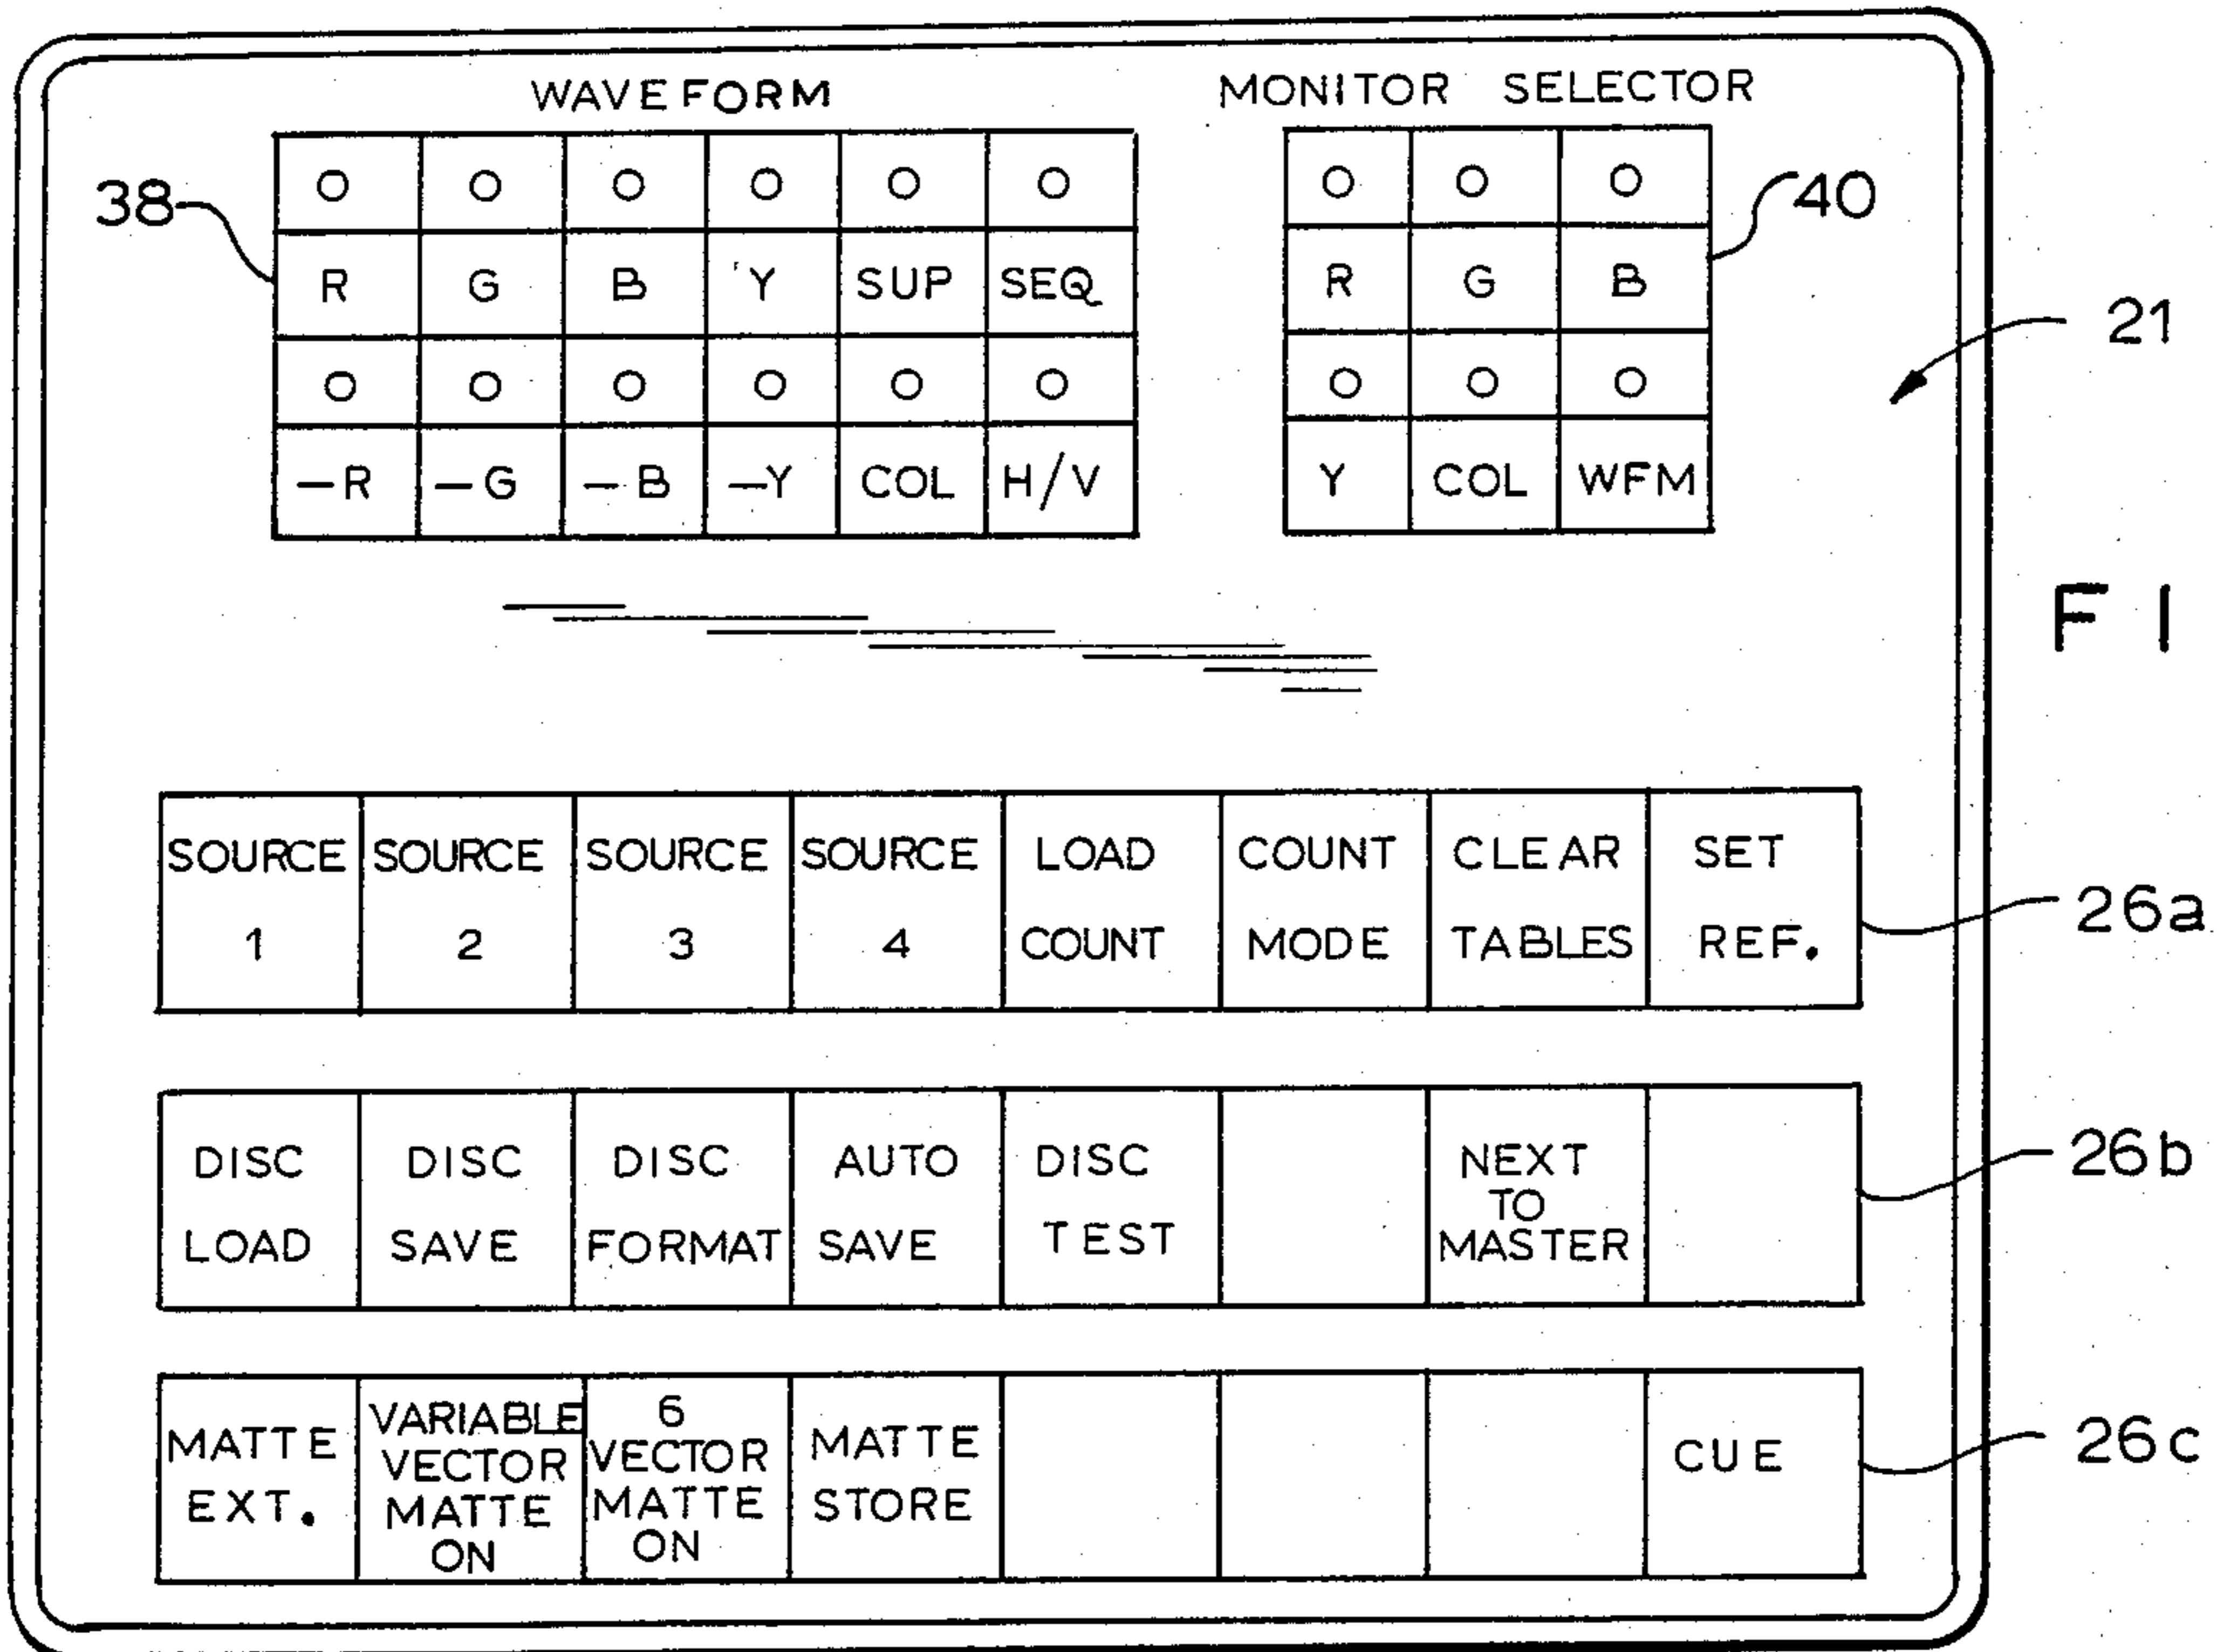 WAVEFORM MONITOR SELECTOR
O O O O O O O O O
38 40
R G B Y SUP SEQ R G B
21
O O O O O O O O O
-R -G -B -Y COL H/V Y COL WFM
F I
SOURCE SOURCE SOURCE SOURCE LOAD COUNT CLEAR SET
1 2 3 4 COUNT MODE TABLES REF. 26a
DISC DISC DISC AUTO DISC NEXT 26b
TO
LOAD SAVE FORMAT SAVE TEST MASTER
MATTE VARIABLE 6 MATTE CUE 26c
EXT. VECTOR VECTOR STORE
MATTE MATTE
ON ON